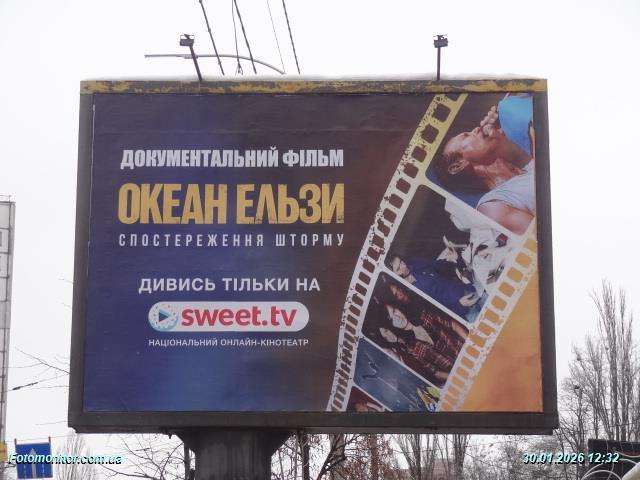 ДОКУМЕНТАЛЬНИЙ ФІЛЬМ
ОКЕАН ЕЛЬЗИ
СПОСТЕРЕЖЕННЯ ШТОРМУ
ДИВИСЬ ТІЛЬКИ НА
sweet.tv
НАЦІОНАЛЬНИЙ ОНЛАЙН-КІНОТЕАТР
Fotomonitor.com.ua
30.01.2026 12:32